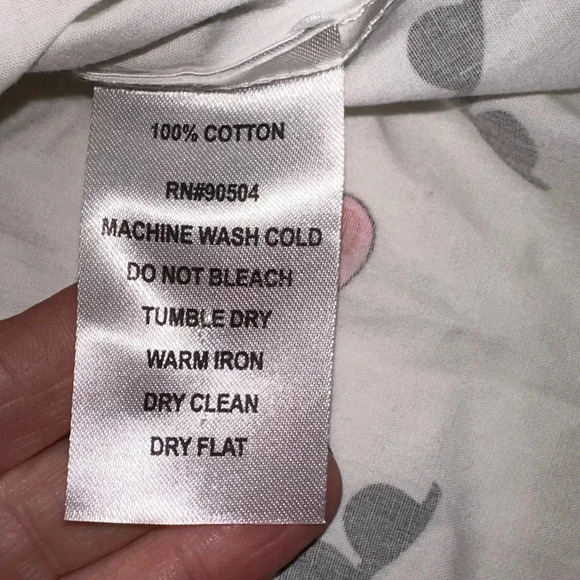 100% COTTON
RN#90504
MACHINE WASH COLD
DO NOT BLEACH
TUMBLE DRY
WARM IRON
DRY CLEAN
DRY FLAT